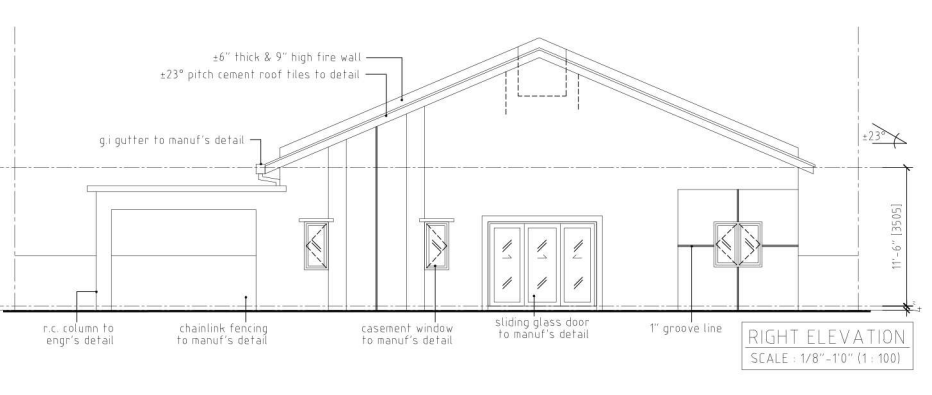 ±6" thick & 9" high fire wall
±23° pitch cement roof tiles to detail
g.i gutter to manuf's detail
±23°
11'-6" [3505]
r.c. column to
engr's detail
chainlink fencing
to manuf's detail
casement window
to manuf's detail
sliding glass door
to manuf's detail
1" groove line
RIGHT ELEVATION
SCALE : 1/8"-1'0" (1 : 100)